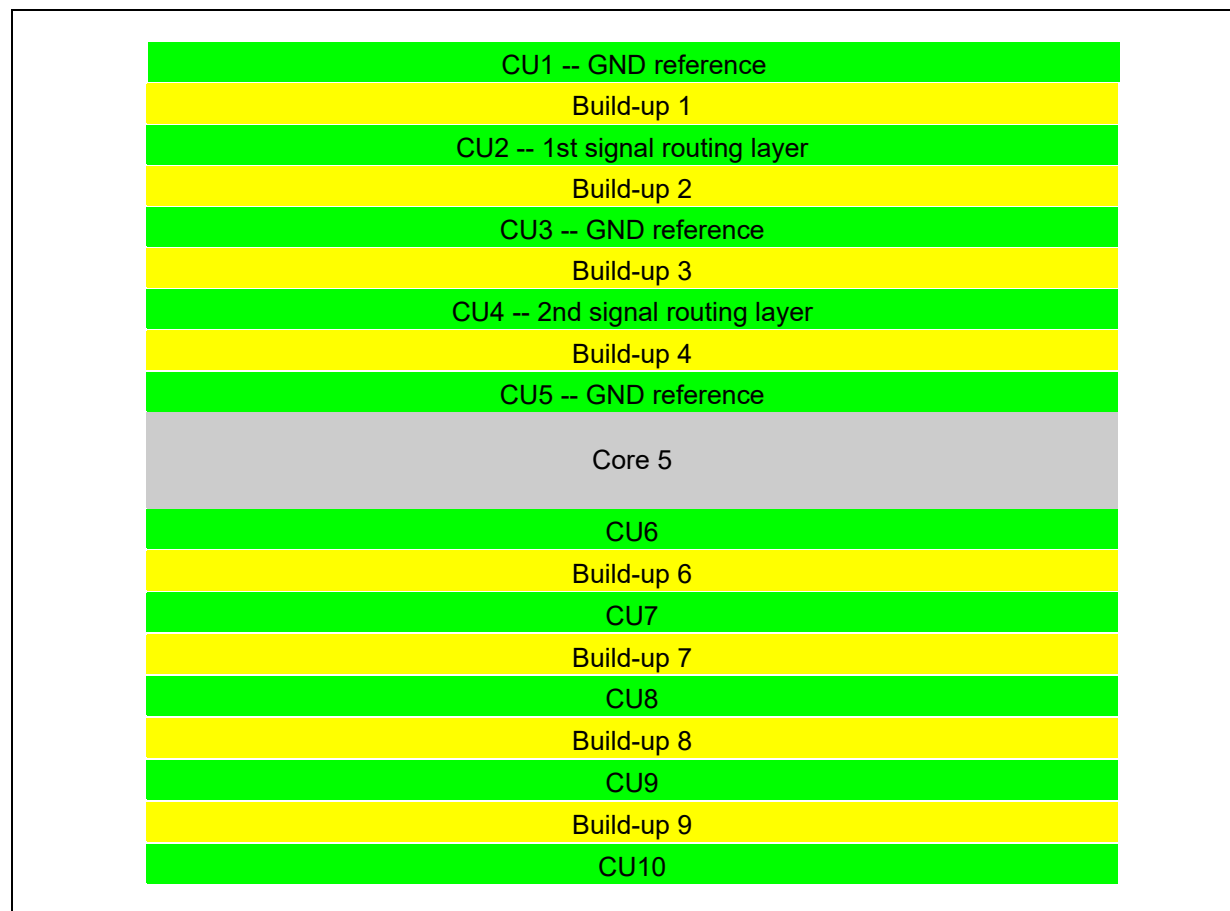 CU1 -- GND reference
Build-up 1
CU2 -- 1st signal routing layer
Build-up 2
CU3 -- GND reference
Build-up 3
CU4 -- 2nd signal routing layer
Build-up 4
CU5 -- GND reference
Core 5
CU6
Build-up 6
CU7
Build-up 7
CU8
Build-up 8
CU9
Build-up 9
CU10